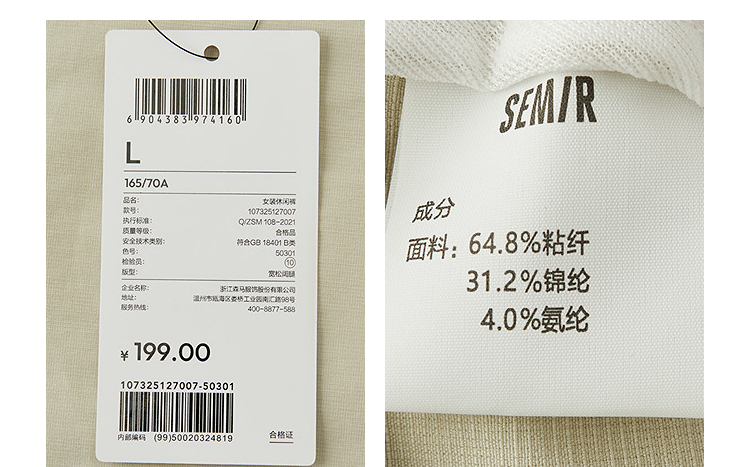 6 904383 974160
L
165/70A
品名: 女装休闲裤
款号: 107325127007
执行标准: Q/ZSM 108-2021
质量等级: 合格品
安全技术类别: 符合GB 18401 B类
色号: 50301
检验员: 10
版型: 宽松阔腿
企业名称: 浙江森马服饰股份有限公司
地址: 温州市瓯海区娄桥工业园南汇路98号
服务热线: 400-8877-588
¥ 199.00
107325127007-50301
内部编码 (99)50020324819
合格证
SEMIR
成分
面料: 64.8%粘纤
31.2%锦纶
4.0%氨纶